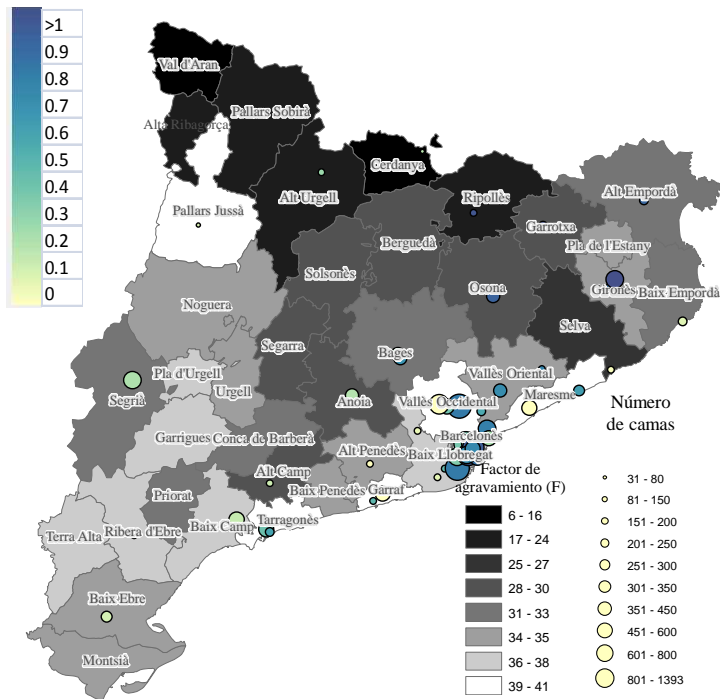 >1
0.9
0.8
0.7
0.6
0.5
0.4
0.3
0.2
0.1
0
Val d'Aran
Pallars Sobirà
Alta Ribagorça
Cerdanya
Pallars Jussà
Alt Urgell
Ripollès
Alt Empordà
Garrotxa
Berguedà
Pla de l'Estany
Solsonès
Osona
Gironès
Baix Empordà
Noguera
Selva
Segarra
Bages
Vallès Oriental
Pla d'Urgell
Segrià
Urgell
Anoia
Vallès Occidental
Maresme
Garrigues
Conca de Barberà
Barcelonès
Alt Penedès
Baix Llobregat
Alt Camp
Priorat
Baix Penedès
Garraf
Terra Alta
Ribera d'Ebre
Baix Camp
Tarragonès
Baix Ebre
Montsià
Número
de camas
31 - 80
81 - 150
151 - 200
201 - 250
251 - 300
301 - 350
351 - 450
451 - 600
601 - 800
801 - 1393
Factor de
agravamiento (F)
6 - 16
17 - 24
25 - 27
28 - 30
31 - 33
34 - 35
36 - 38
39 - 41